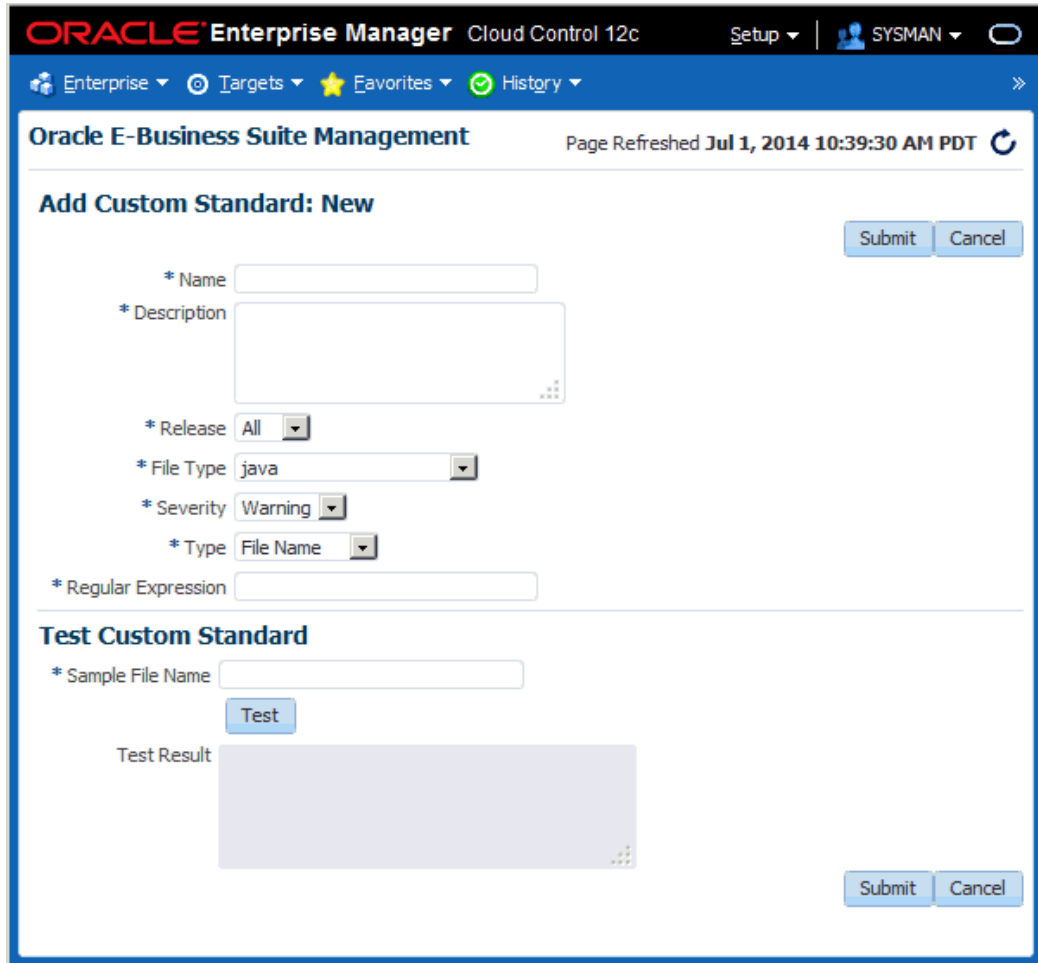 ORACLE Enterprise Manager Cloud Control 12c Setup SYSMAN
Enterprise Targets Favorites History »
Oracle E-Business Suite Management Page Refreshed Jul 1, 2014 10:39:30 AM PDT
Add Custom Standard: New
Submit Cancel
* Name
* Description
* Release All
* File Type java
* Severity Warning
* Type File Name
* Regular Expression
Test Custom Standard
* Sample File Name
Test
Test Result
Submit Cancel